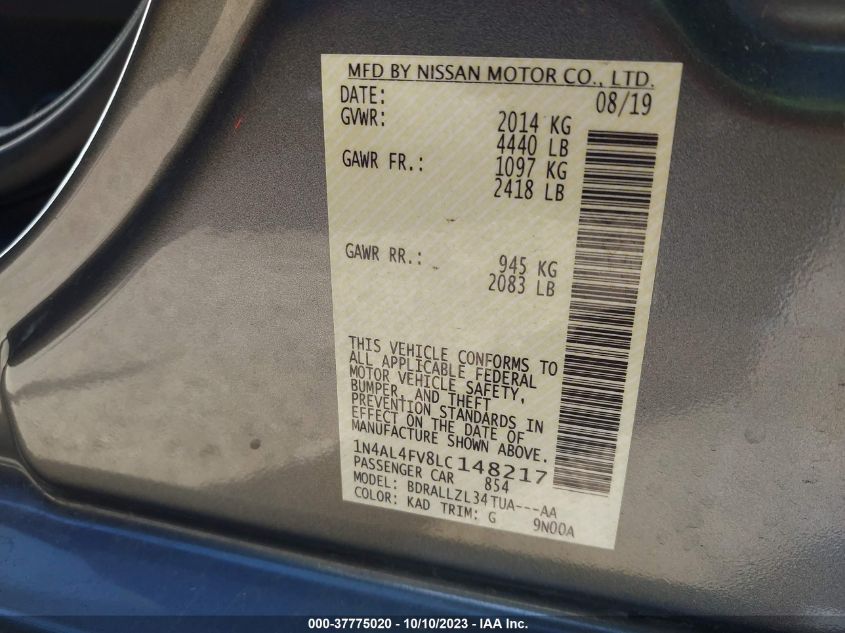 MFD BY NISSAN MOTOR CO., LTD.
DATE: 08/19
GVWR: 2014 KG
4440 LB
GAWR FR.: 1097 KG
2418 LB
GAWR RR.: 945 KG
2083 LB
THIS VEHICLE CONFORMS TO
ALL APPLICABLE FEDERAL
MOTOR VEHICLE SAFETY,
BUMPER, AND THEFT
PREVENTION STANDARDS IN
EFFECT ON THE DATE OF
MANUFACTURE SHOWN ABOVE.
1N4AL4FV8LC148217
PASSENGER CAR 854
MODEL: BDRALLZL34TUA---AA
COLOR: KAD TRIM: G 9N00A
000-37775020 - 10/10/2023 - IAA Inc.